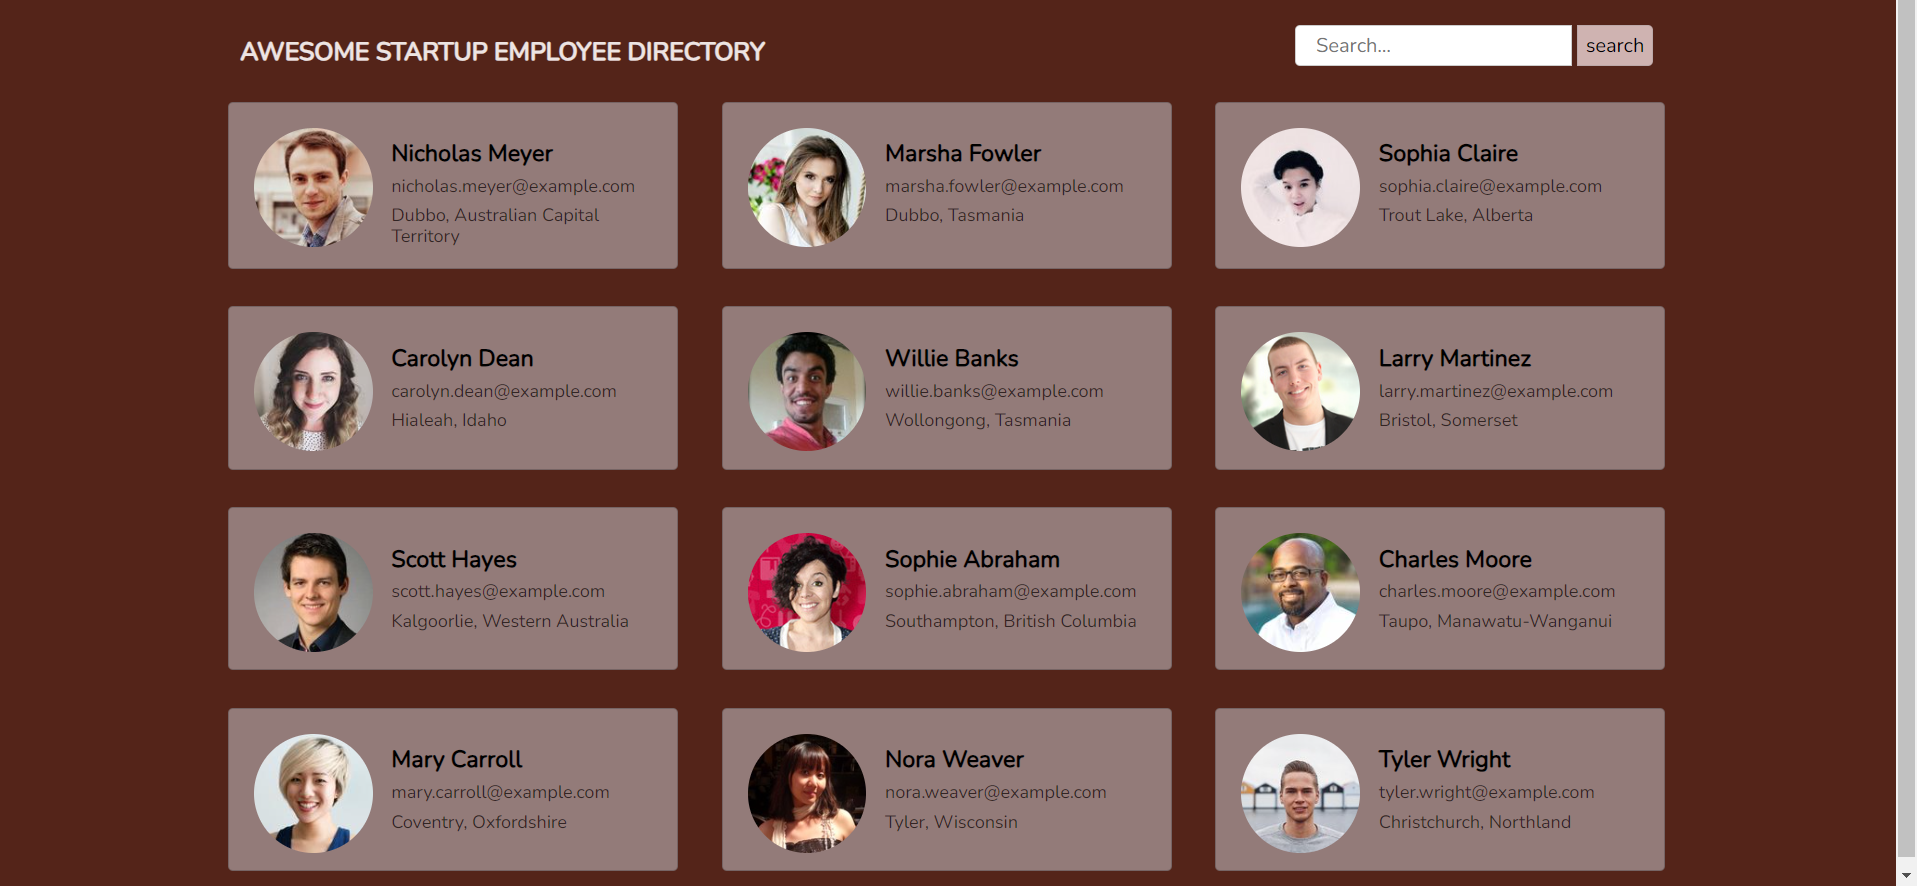 AWESOME STARTUP EMPLOYEE DIRECTORY
Search...
search
Nicholas Meyer
nicholas.meyer@example.com
Dubbo, Australian Capital
Territory
Marsha Fowler
marsha.fowler@example.com
Dubbo, Tasmania
Sophia Claire
sophia.claire@example.com
Trout Lake, Alberta
Carolyn Dean
carolyn.dean@example.com
Hialeah, Idaho
Willie Banks
willie.banks@example.com
Wollongong, Tasmania
Larry Martinez
larry.martinez@example.com
Bristol, Somerset
Scott Hayes
scott.hayes@example.com
Kalgoorlie, Western Australia
Sophie Abraham
sophie.abraham@example.com
Southampton, British Columbia
Charles Moore
charles.moore@example.com
Taupo, Manawatu-Wanganui
Mary Carroll
mary.carroll@example.com
Coventry, Oxfordshire
Nora Weaver
nora.weaver@example.com
Tyler, Wisconsin
Tyler Wright
tyler.wright@example.com
Christchurch, Northland